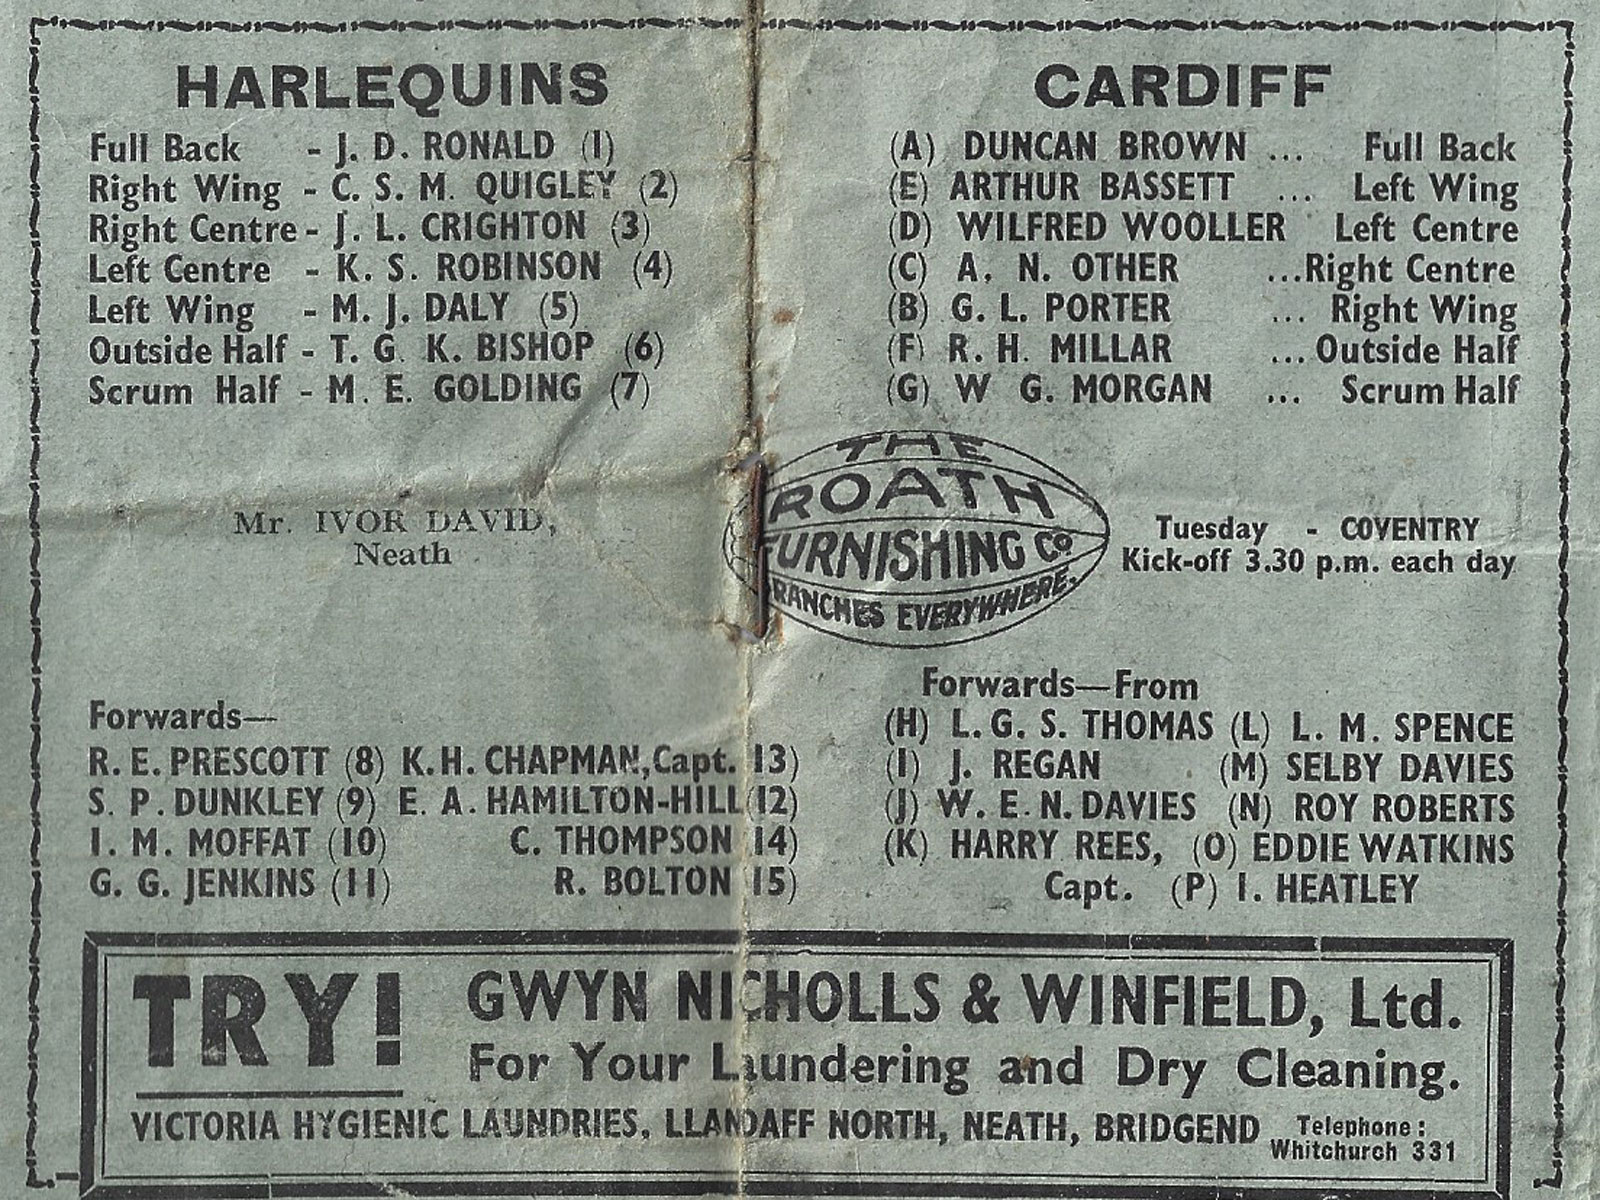 HARLEQUINS
Full Back - J. D. RONALD (1)
Right Wing - C. S. M. QUIGLEY (2)
Right Centre - J. L. CRIGHTON (3)
Left Centre - K. S. ROBINSON (4)
Left Wing - M. J. DALY (5)
Outside Half - T. G. K. BISHOP (6)
Scrum Half - M. E. GOLDING (7)
Mr. IVOR DAVID,
Neath
Forwards—
R. E. PRESCOTT (8) K. H. CHAPMAN, Capt. 13)
S. P. DUNKLEY (9) E. A. HAMILTON-HILL (12)
I. M. MOFFAT (10) C. THOMPSON 14)
G. G. JENKINS (11) R. BOLTON 15)
CARDIFF
(A) DUNCAN BROWN ... Full Back
(E) ARTHUR BASSETT ... Left Wing
(D) WILFRED WOOLLER Left Centre
(C) A. N. OTHER ...Right Centre
(B) G. L. PORTER ... Right Wing
(F) R. H. MILLAR ... Outside Half
(G) W G. MORGAN ... Scrum Half
THE
ROATH
FURNISHING Co
RANCHES EVERYWHERE.
Tuesday - COVENTRY
Kick-off 3.30 p.m. each day
Forwards—From
(H) L. G. S. THOMAS (L) L. M. SPENCE
(I) J. REGAN (M) SELBY DAVIES
(J) W. E. N. DAVIES (N) ROY ROBERTS
(K) HARRY REES, (O) EDDIE WATKINS
Capt. (P) I. HEATLEY
TRY!
GWYN NICHOLLS & WINFIELD, Ltd.
For Your Laundering and Dry Cleaning.
VICTORIA HYGIENIC LAUNDRIES, LLANDAFF NORTH, NEATH, BRIDGEND
Telephone:
Whitchurch 331